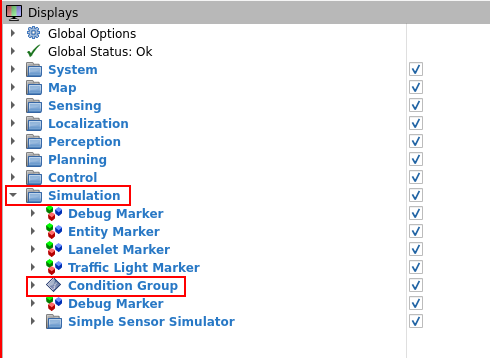 Displays
Global Options
Global Status: Ok
System
Map
Sensing
Localization
Perception
Planning
Control
Simulation
Debug Marker
Entity Marker
Lanelet Marker
Traffic Light Marker
Condition Group
Debug Marker
Simple Sensor Simulator